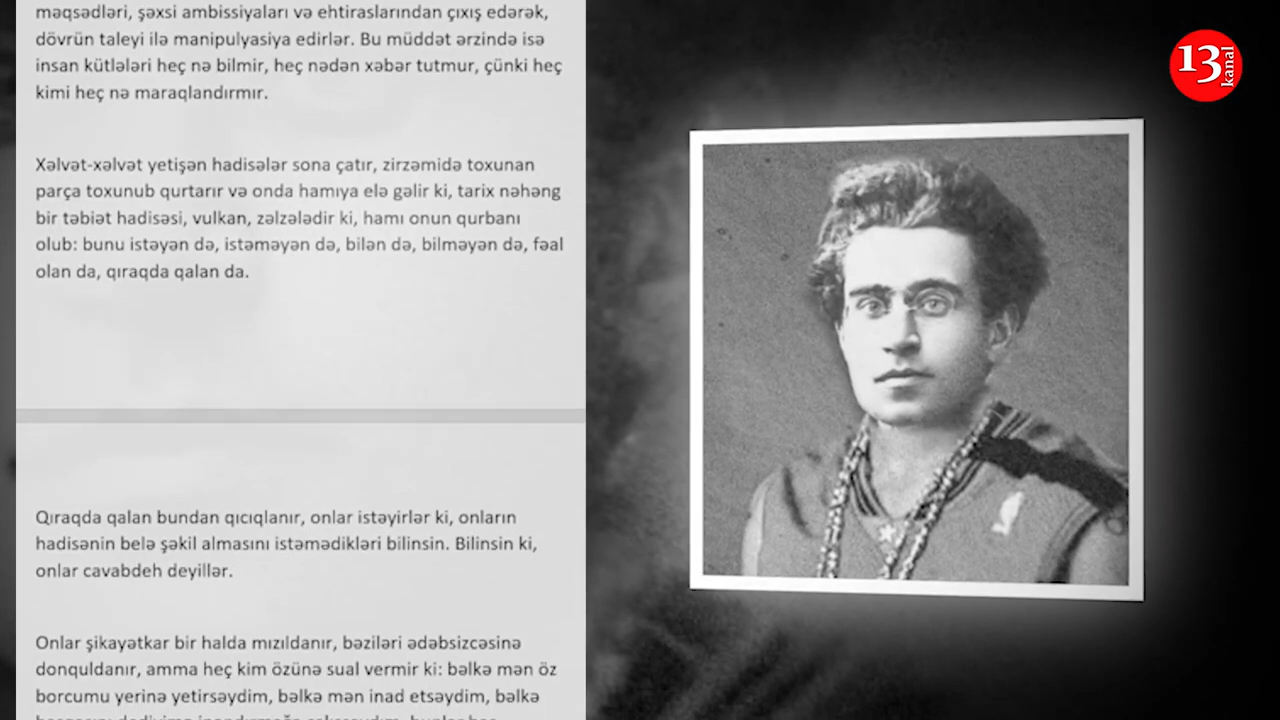 məqsədləri, şəxsi ambissiyaları və ehtiraslarından çıxış edərək,
dövrün taleyi ilə manipulyasiya edirlər. Bu müddət ərzində isə
insan kütlələri heç nə bilmir, heç nədən xəbər tutmur, çünki heç
kimi heç nə maraqlandırmır.
Xəlvət-xəlvət yetişən hadisələr sona çatır, zirzəmidə toxunan
parça toxunub qurtarır və onda hamıya elə gəlir ki, tarix nəhəng
bir təbiət hadisəsi, vulkan, zəlzələdir ki, hamı onun qurbanı
olub: bunu istəyən də, istəməyən də, bilən də, bilməyən də, fəal
olan da, qıraqda qalan da.
Qıraqda qalan bundan qıcıqlanır, onlar istəyirlər ki, onların
hadisənin belə şəkil almasını istəmədikləri bilinsin. Bilinsin ki,
onlar cavabdeh deyillər.
Onlar şikayətkar bir halda mızıldanır, bəziləri ədəbsizcəsinə
donquldanır, amma heç kim özünə sual vermir ki: bəlkə mən öz
borcumu yerinə yetirsəydim, bəlkə mən inad etsəydim, bəlkə
13 kanal